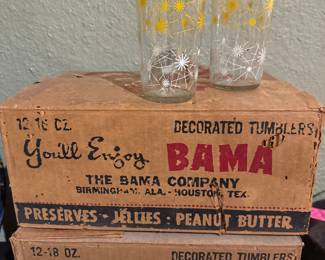 12-18 OZ. DECORATED TUMBLERS
You'll Enjoy BAMA
THE BAMA COMPANY
BIRMINGHAM, ALA. - HOUSTON, TEX.
PRESERVES - JELLIES - PEANUT BUTTER
12-18 OZ. DECORATED TUMBLERS